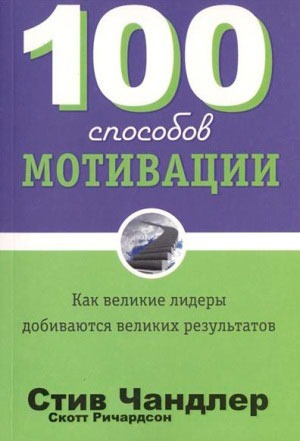 100
способов
МОТИВАЦИИ
Как великие лидеры
добиваются великих результатов
Стив Чандлер
Скотт Ричардсон